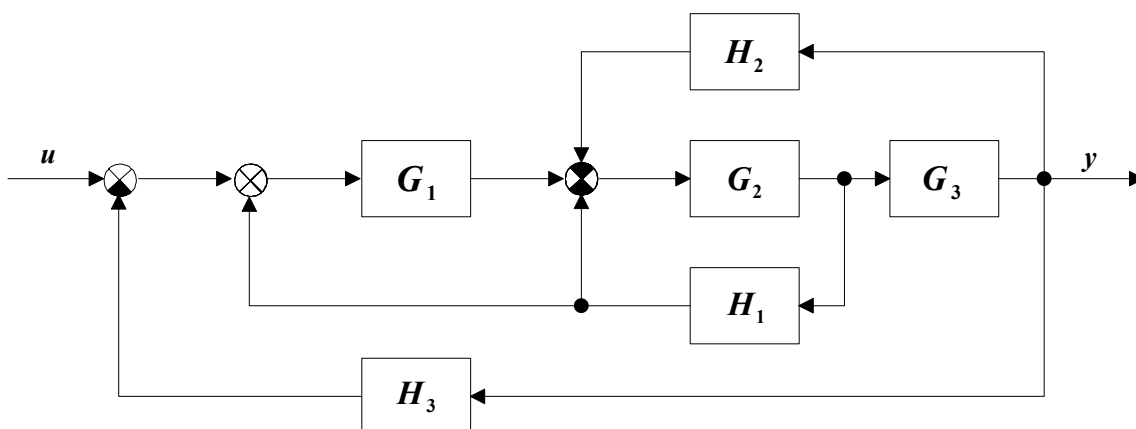 H₂
u
G₁
G₂
G₃
y
H₁
H₃